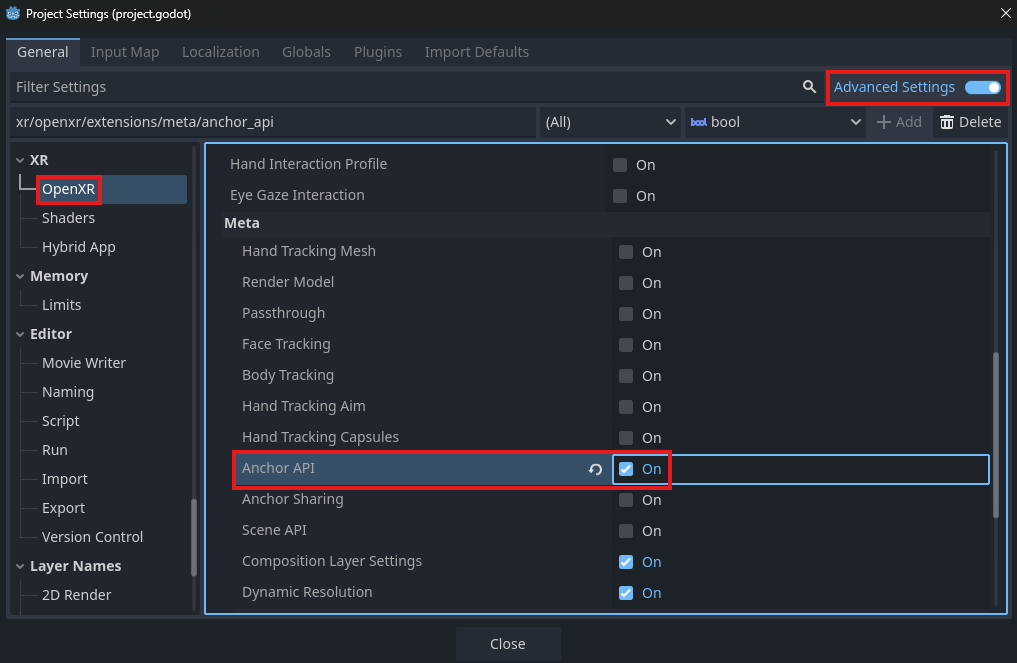 Project Settings (project.godot)
General Input Map Localization Globals Plugins Import Defaults
Filter Settings Advanced Settings
xr/openxr/extensions/meta/anchor_api (All) bool bool Add Delete
XR
OpenXR
Shaders
Hybrid App
Memory
Limits
Editor
Movie Writer
Naming
Script
Run
Import
Export
Version Control
Layer Names
2D Render
Hand Interaction Profile On
Eye Gaze Interaction On
Meta
Hand Tracking Mesh On
Render Model On
Passthrough On
Face Tracking On
Body Tracking On
Hand Tracking Aim On
Hand Tracking Capsules On
Anchor API On
Anchor Sharing On
Scene API On
Composition Layer Settings On
Dynamic Resolution On
Close